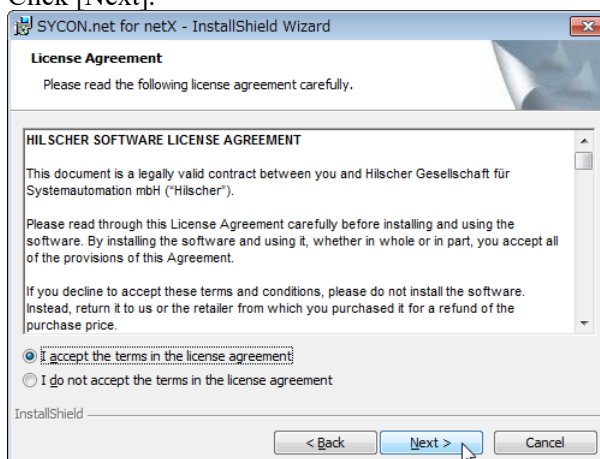 Click [Next].
SYCON.net for netX - InstallShield Wizard
License Agreement
Please read the following license agreement carefully.
HILSCHER SOFTWARE LICENSE AGREEMENT
This document is a legally valid contract between you and Hilscher Gesellschaft für
Systemautomation mbH ("Hilscher").
Please read through this License Agreement carefully before installing and using the
software. By installing the software and using it, whether in whole or in part, you accept all
of the provisions of this Agreement.
If you decline to accept these terms and conditions, please do not install the software.
Instead, return it to us or the retailer from which you purchased it for a refund of the
purchase price.
I accept the terms in the license agreement
I do not accept the terms in the license agreement
InstallShield
< Back Next > Cancel